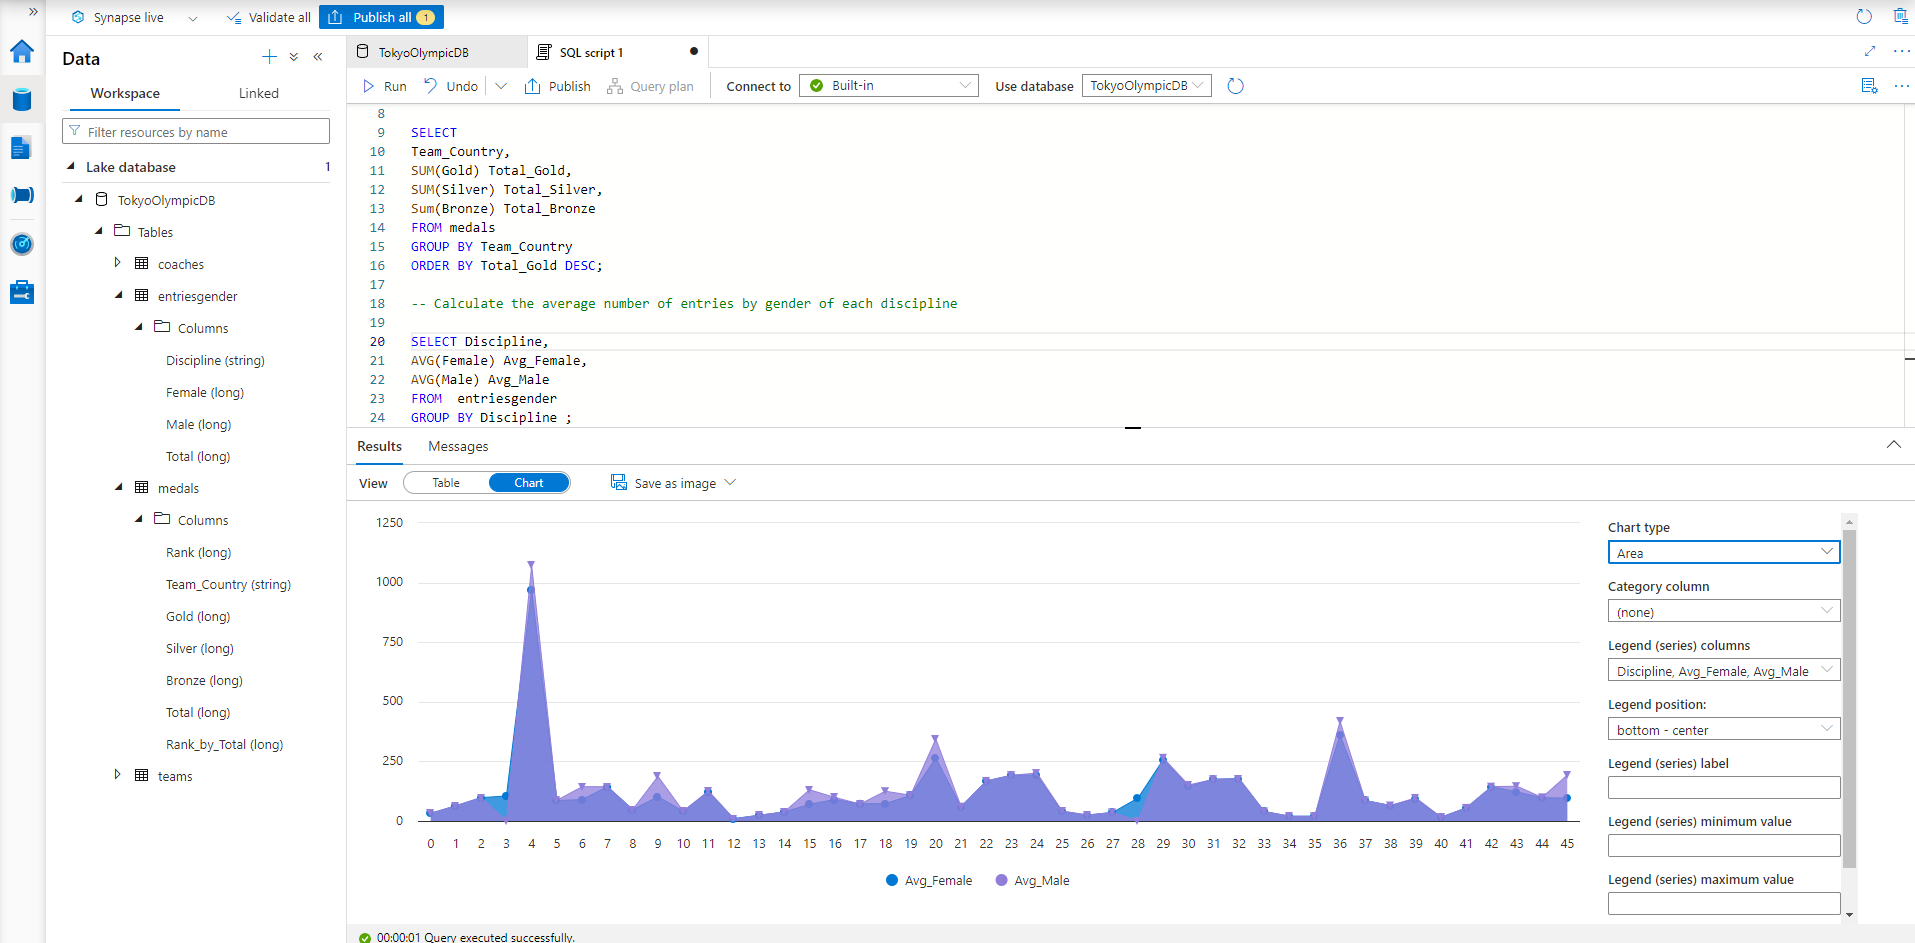 Synapse live
Validate all
Publish all 1
Data
Workspace
Linked
Filter resources by name
Lake database 1
TokyoOlympicDB
Tables
coaches
entriesgender
Columns
Discipline (string)
Female (long)
Male (long)
Total (long)
medals
Columns
Rank (long)
Team_Country (string)
Gold (long)
Silver (long)
Bronze (long)
Total (long)
Rank_by_Total (long)
teams
TokyoOlympicDB
SQL script 1
Run
Undo
Publish
Query plan
Connect to
Built-in
Use database
TokyoOlympicDB
8
9 SELECT
10 Team_Country,
11 SUM(Gold) Total_Gold,
12 SUM(Silver) Total_Silver,
13 Sum(Bronze) Total_Bronze
14 FROM medals
15 GROUP BY Team_Country
16 ORDER BY Total_Gold DESC;
17
18 -- Calculate the average number of entries by gender of each discipline
19
20 SELECT Discipline,
21 AVG(Female) Avg_Female,
22 AVG(Male) Avg_Male
23 FROM  entriesgender
24 GROUP BY Discipline ;
Results
Messages
View
Table
Chart
Save as image
1250
1000
750
500
250
0
0 1 2 3 4 5 6 7 8 9 10 11 12 13 14 15 16 17 18 19 20 21 22 23 24 25 26 27 28 29 30 31 32 33 34 35 36 37 38 39 40 41 42 43 44 45
Avg_Female
Avg_Male
Chart type
Area
Category column
(none)
Legend (series) columns
Discipline, Avg_Female, Avg_Male
Legend position:
bottom - center
Legend (series) label
Legend (series) minimum value
Legend (series) maximum value
00:00:01 Query executed successfully.